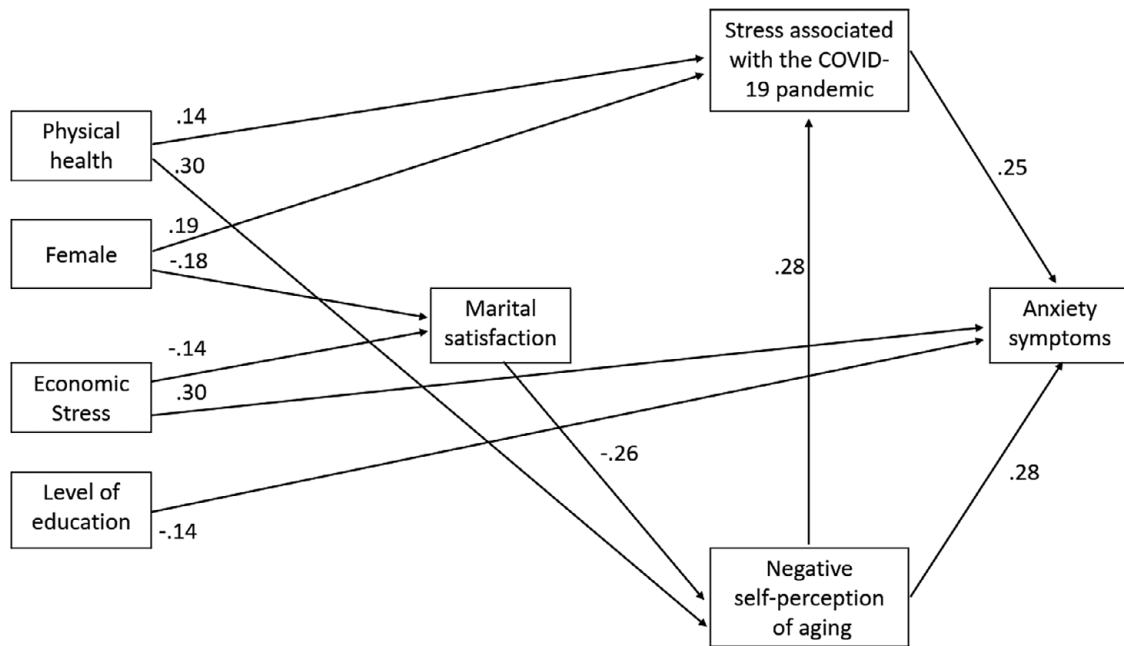 Stress associated
with the COVID-
19 pandemic
Physical
health
.14
.30
.25
Female
.19
-.18
.28
Marital
satisfaction
Anxiety
symptoms
Economic
Stress
-.14
.30
-.26
.28
Level of
education
-.14
Negative
self-perception
of aging